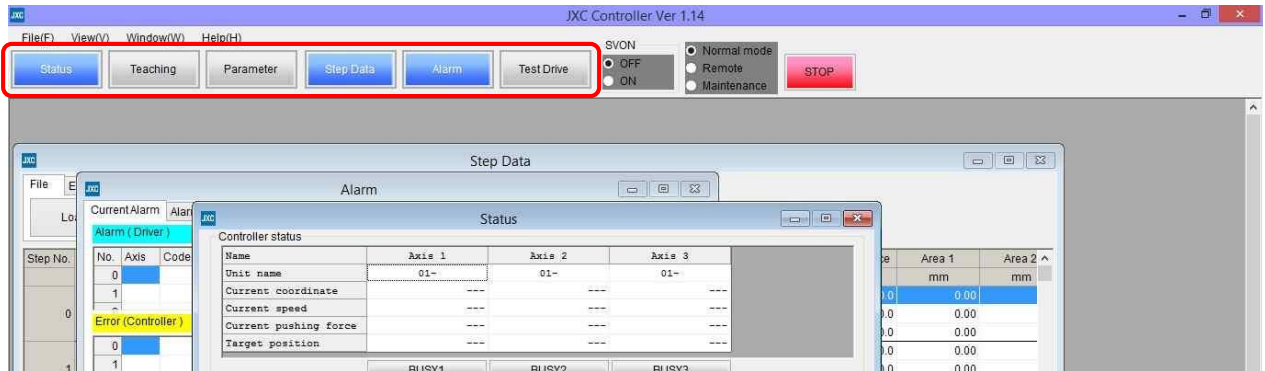 JXC JXC Controller Ver 1.14
File(F) View(V) Window(W) Help(H)
Status Teaching Parameter Step Data Alarm Test Drive
SVON
OFF
ON
Normal mode
Remote
Maintenance
STOP
JXC Step Data
File
JXC Alarm
Current Alarm
Alarm ( Driver )
No. Axis Code
0
1
Error (Controller )
0
1
JXC Status
Controller status
Name Axis 1 Axis 2 Axis 3
Unit name 01- 01- 01-
Current coordinate --- --- ---
Current speed --- --- ---
Current pushing force --- --- ---
Target position --- --- ---
BUSY1 BUSY2 BUSY3
Step No.
0
1
Area 1 Area 2
mm mm
0.00
0.00
0.00
0.00
0.00